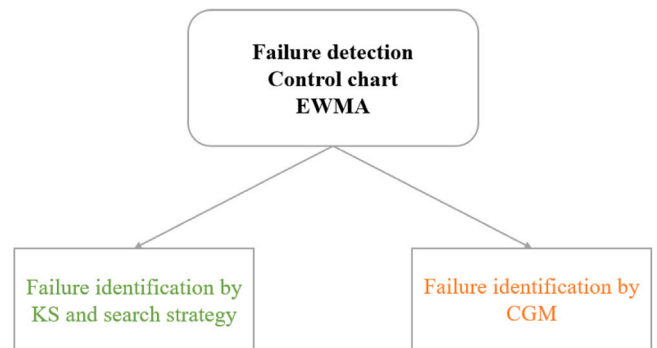 Failure detection
Control chart
EWMA
Failure identification by
KS and search strategy
Failure identification by
CGM